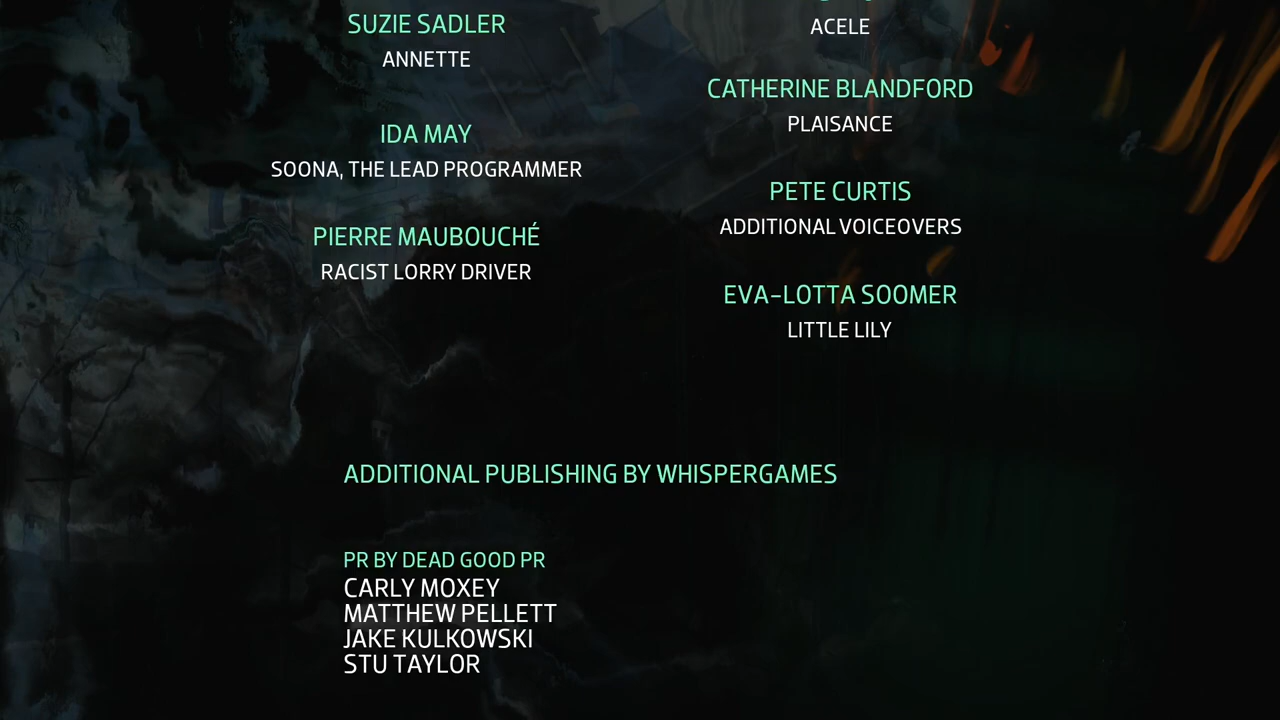 SUZIE SADLER
ANNETTE
IDA MAY
SOONA, THE LEAD PROGRAMMER
PIERRE MAUBOUCHÉ
RACIST LORRY DRIVER
ACELE
CATHERINE BLANDFORD
PLAISANCE
PETE CURTIS
ADDITIONAL VOICEOVERS
EVA-LOTTA SOOMER
LITTLE LILY
ADDITIONAL PUBLISHING BY WHISPERGAMES
PR BY DEAD GOOD PR
CARLY MOXEY
MATTHEW PELLETT
JAKE KULKOWSKI
STU TAYLOR